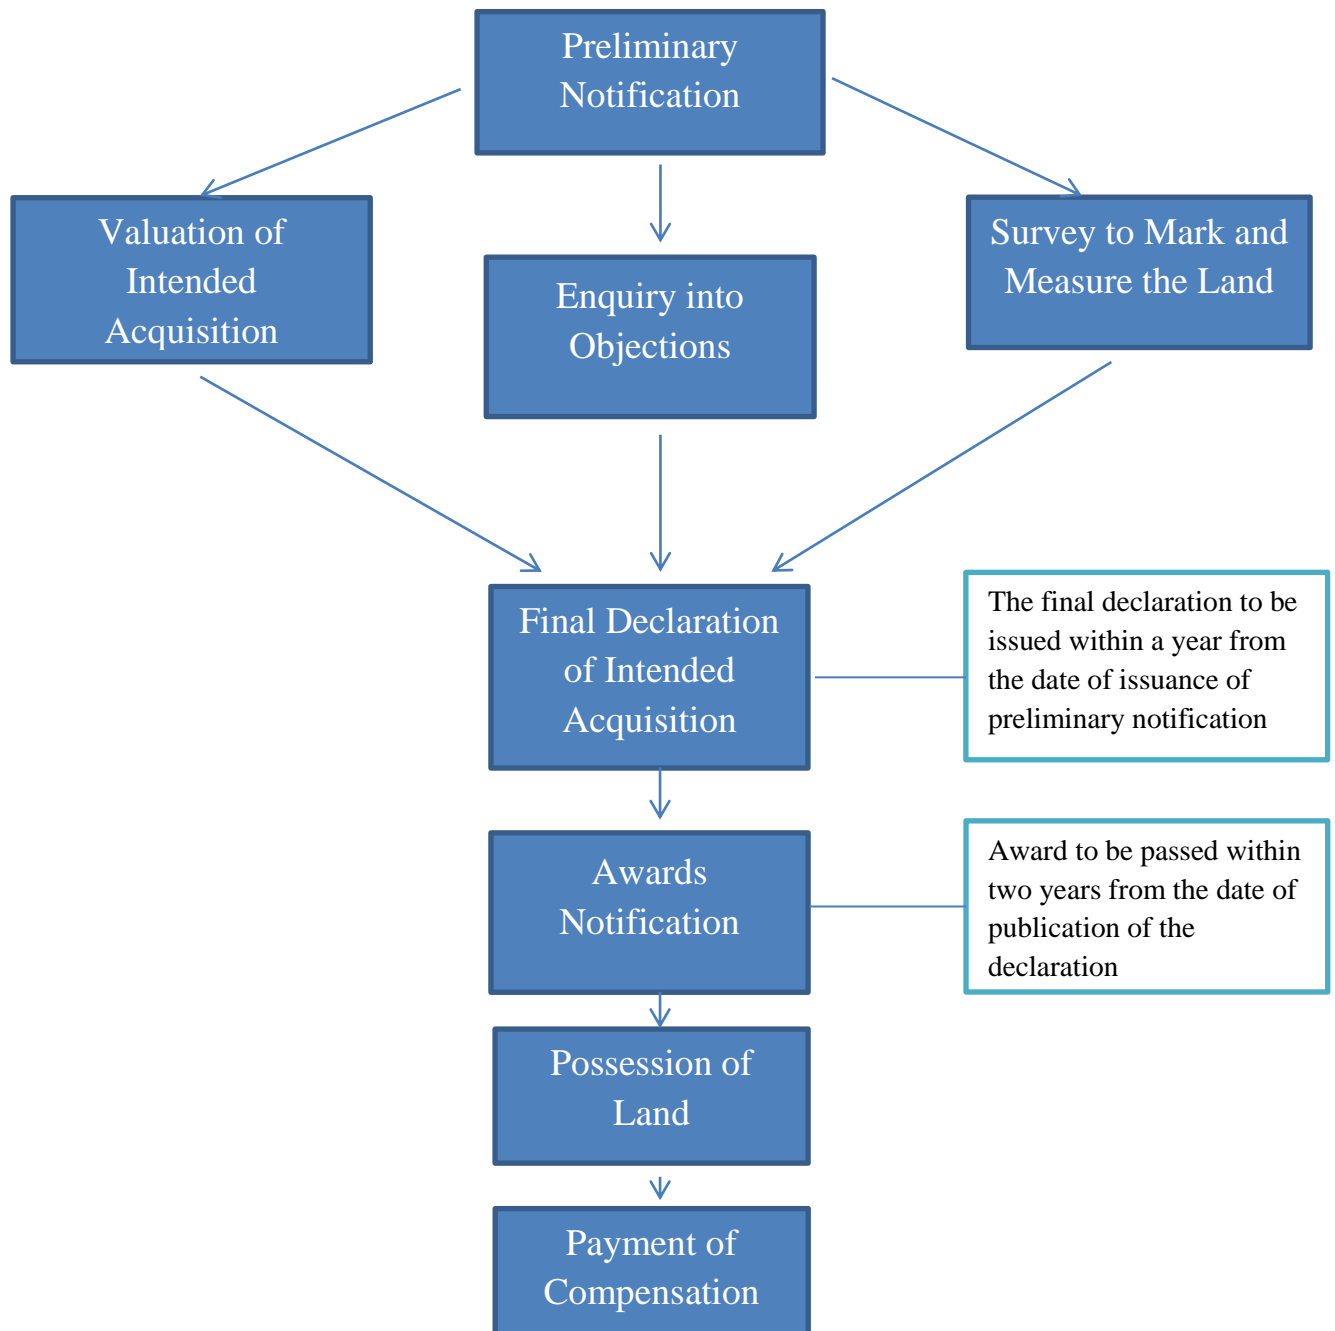 Preliminary
Notification
Valuation of
Intended
Acquisition
Enquiry into
Objections
Survey to Mark and
Measure the Land
Final Declaration
of Intended
Acquisition
The final declaration to be
issued within a year from
the date of issuance of
preliminary notification
Awards
Notification
Award to be passed within
two years from the date of
publication of the
declaration
Possession of
Land
Payment of
Compensation